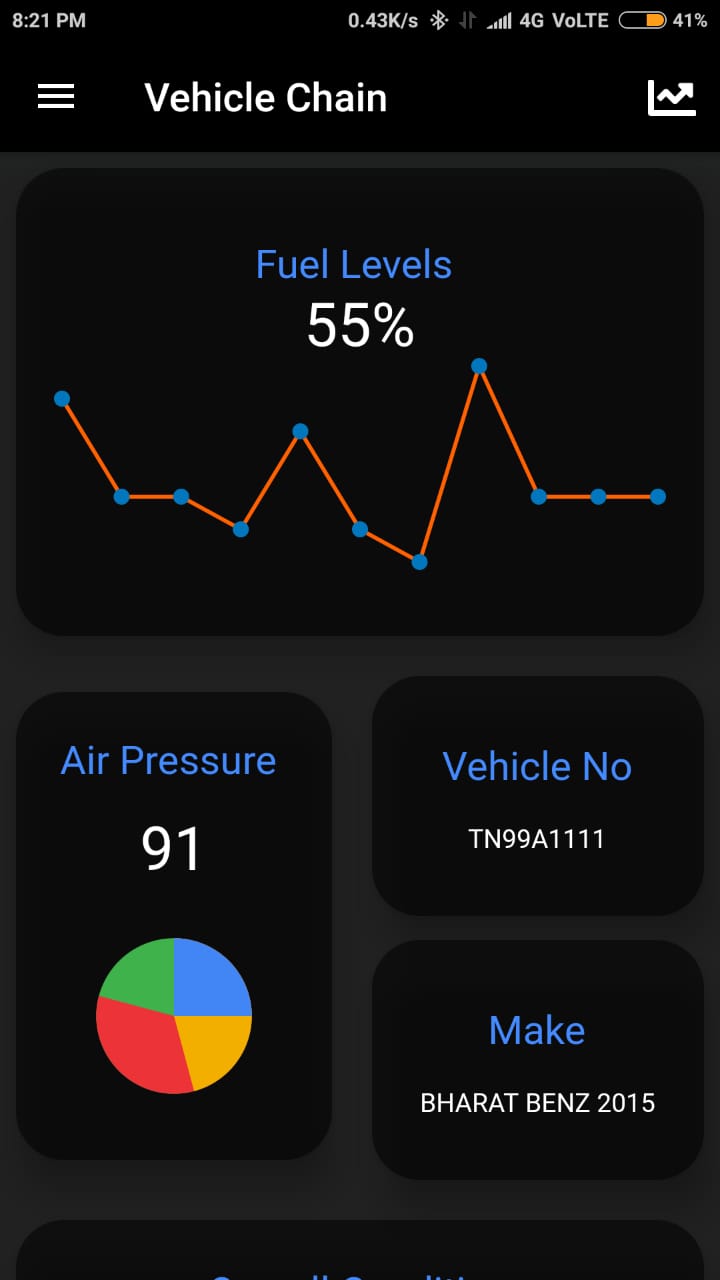 8:21 PM 0.43K/s 4G VoLTE 41%
Vehicle Chain
Fuel Levels
55%
Air Pressure
91
Vehicle No
TN99A1111
Make
BHARAT BENZ 2015